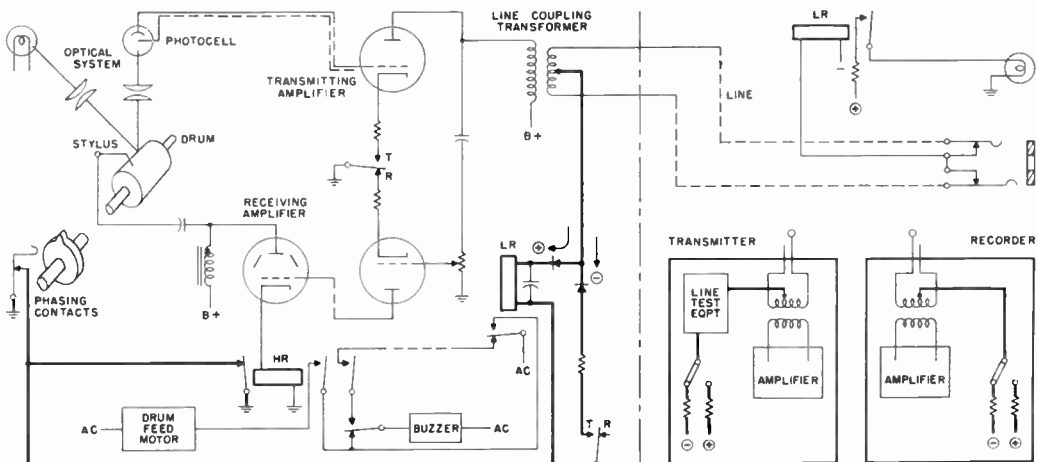 LINE COUPLING
TRANSFORMER
LR
PHOTOCELL
OPTICAL
SYSTEM
TRANSMITTING
AMPLIFIER
+
B+
LINE
STYLUS
DRUM
T
R
RECEIVING
AMPLIFIER
LR
+
−
TRANSMITTER
RECORDER
PHASING
CONTACTS
B+
LINE
TEST
EQPT
HR
AC
AMPLIFIER
AMPLIFIER
AC
DRUM
FEED
MOTOR
BUZZER
AC
T R
− +
− +